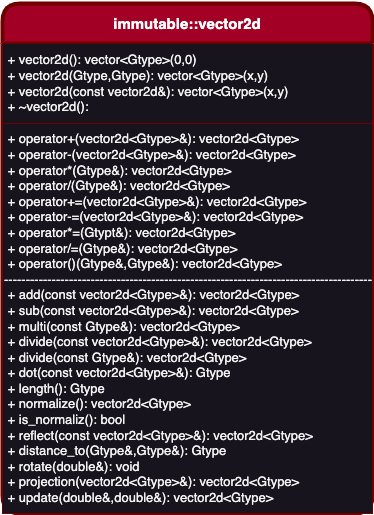 immutable::vector2d
+ vector2d(): vector<Gtype>(0,0)
+ vector2d(Gtype,Gtype): vector<Gtype>(x,y)
+ vector2d(const vector2d&): vector<Gtype>(x,y)
+ ~vector2d():
+ operator+(vector2d<Gtype>&): vector2d<Gtype>
+ operator-(vector2d<Gtype>&): vector2d<Gtype>
+ operator*(Gtype&): vector2d<Gtype>
+ operator/(Gtype&): vector2d<Gtype>
+ operator+=(vector2d<Gtype>&): vector2d<Gtype>
+ operator-=(vector2d<Gtype>&): vector2d<Gtype>
+ operator*=(Gtypt&): vector2d<Gtype>
+ operator/=(Gtype&): vector2d<Gtype>
+ operator()(Gtype&,Gtype&): vector2d<Gtype>
+ add(const vector2d<Gtype>&): vector2d<Gtype>
+ sub(const vector2d<Gtype>&): vector2d<Gtype>
+ multi(const Gtype&): vector2d<Gtype>
+ divide(const vector2d<Gtype>&): vector2d<Gtype>
+ divide(const Gtype&): vector2d<Gtype>
+ dot(const vector2d<Gtype>&): Gtype
+ length(): Gtype
+ normalize(): vector2d<Gtype>
+ is_normaliz(): bool
+ reflect(const vector2d<Gtype>&): vector2d<Gtype>
+ distance_to(Gtype&,Gtype&): Gtype
+ rotate(double&): void
+ projection(vector2d<Gtype>&): vector2d<Gtype>
+ update(double&,double&): vector2d<Gtype>